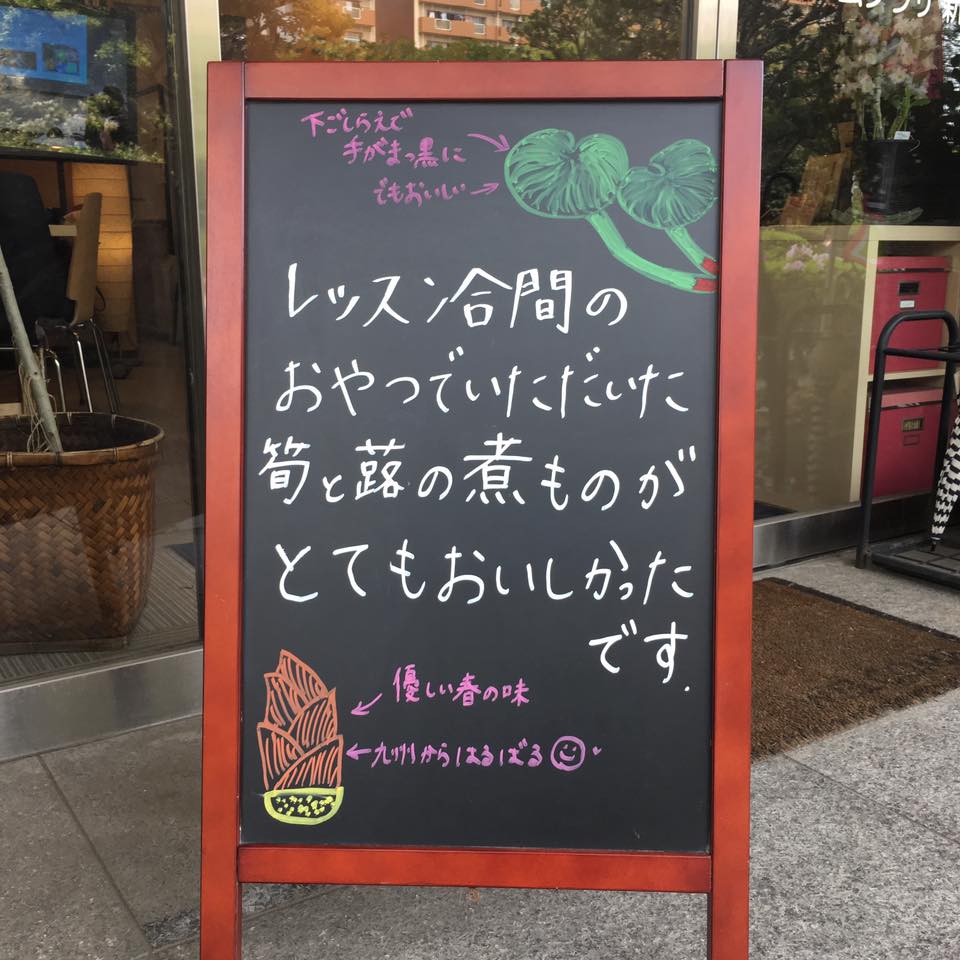 下ごしらえで
手がまっ黒に
でもおいしい
レッスン合間の
おやつでいただいた
筍と蕗の煮ものが
とてもおいしかった
です.
優しい春の味
九州からはるばる